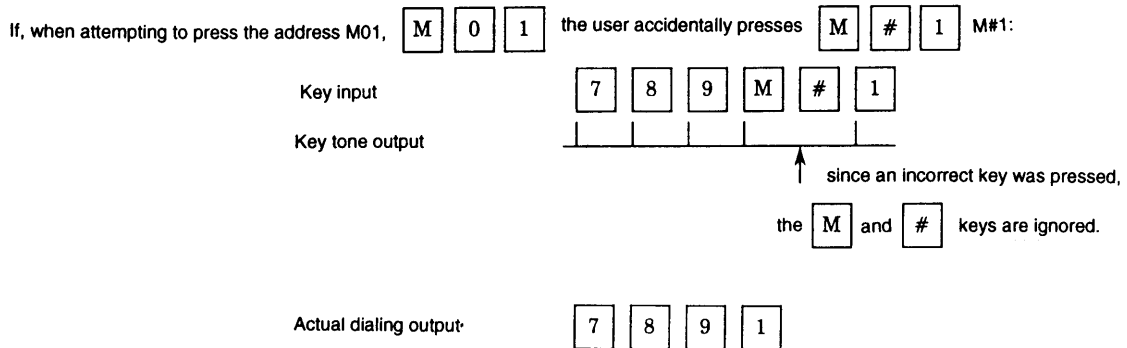 If, when attempting to press the address M01, M 0 1 the user accidentally presses M # 1 M#1:
Key input 7 8 9 M # 1
Key tone output
since an incorrect key was pressed,
the M and # keys are ignored.
Actual dialing output 7 8 9 1